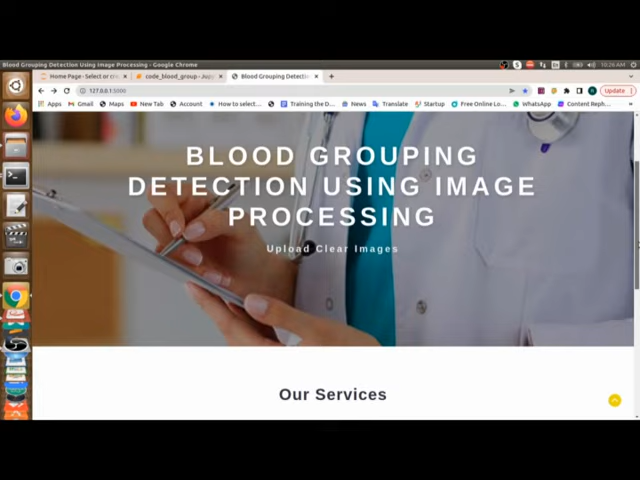 Blood Grouping Detection Using Image Processing - Google Chrome
10:26 AM
Home Page - Select or cr
code_blood_group - Jup
Blood Grouping Detectio
127.0.0.1:5000
Update
Apps
Gmail
Maps
New Tab
Account
How to select...
Training the D...
News
Translate
Startup
Free Online Lo...
WhatsApp
Content Reph...
BLOOD GROUPING
DETECTION USING IMAGE
PROCESSING
Upload Clear Images
Our Services